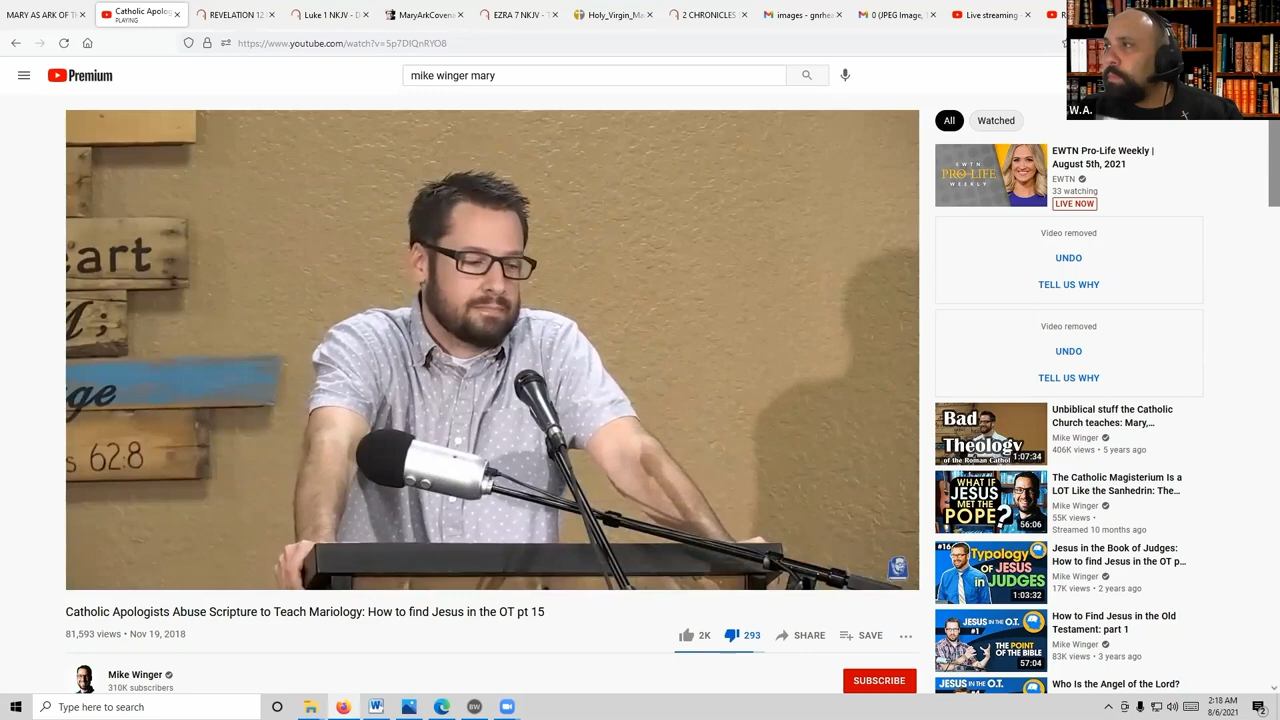 MARY AS ARK OF TH
Catholic Apolog
PLAYING
REVELATION
Luke 1 NKJ
MaryArkCove
EZRA 7 NK
Holy_Virgin_M
2 CHRONICLES
images (gnrh
0 (JPEG Image,
Live streaming -
https://www.youtube.com/watch
Premium
mike winger mary
W.A.
All
Watched
EWTN
PRO-LIFE
WEEKLY
EWTN Pro-Life Weekly |
August 5th, 2021
EWTN
33 watching
LIVE NOW
Video removed
UNDO
TELL US WHY
Video removed
UNDO
TELL US WHY
eart
ge
s 62:8
Bad
Theology
of the Roman Cathol
1:07:34
Unbiblical stuff the Catholic
Church teaches: Mary,...
Mike Winger
406K views • 5 years ago
WHAT IF
JESUS
MET THE
POPE?
56:06
The Catholic Magisterium Is a
LOT Like the Sanhedrin: The...
Mike Winger
55K views •
Streamed 10 months ago
#16
Typology
OF JESUS
in JUDGES
1:03:32
Jesus in the Book of Judges:
How to find Jesus in the OT p...
Mike Winger
17K views • 2 years ago
JESUS IN THE O.T.
#1
THE POINT
OF THE BIBLE
57:04
How to Find Jesus in the Old
Testament: part 1
Mike Winger
83K views • 3 years ago
JESUS IN THE O.T.
Who Is the Angel of the Lord?
Catholic Apologists Abuse Scripture to Teach Mariology: How to find Jesus in the OT pt 15
81,593 views • Nov 19, 2018
2K
293
SHARE
SAVE
Mike Winger
310K subscribers
SUBSCRIBE
Type here to search
BW
2:18 AM
8/6/2021
2